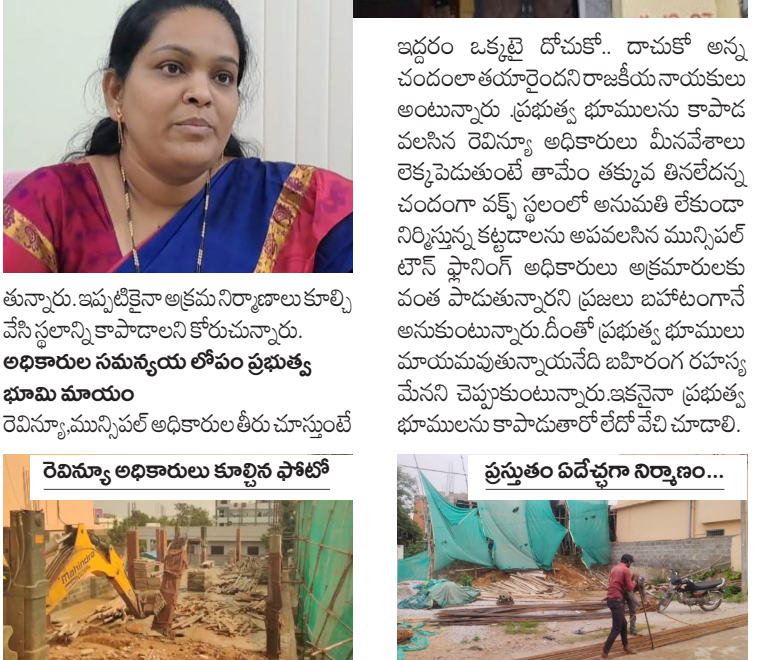 తున్నారు.ఇప్పటికైనా అక్రమ నిర్మాణాలు కూల్చి
వేసి స్థలాన్ని కాపాడాలని కోరుచున్నారు.
అధికారుల సమన్యయ లోపం ప్రభుత్వ
భూమి మాయం
రెవిన్యూ,మున్సిపల్ అధికారుల తీరు చూస్తుంటే
ఇద్దరం ఒక్కటై దోచుకో.. దాచుకో అన్న
చందంలా తయారైందని రాజకీయ నాయకులు
అంటున్నారు .ప్రభుత్వ భూములను కాపాడ
వలసిన రెవిన్యూ అధికారులు మీనవేశాలు
లెక్కపెడుతుంటే తామేం తక్కువ తినలేదన్న
చందంగా వక్ఫ్ స్థలంలో అనుమతి లేకుండా
నిర్మిస్తున్న కట్టడాలను అపవలసిన మున్సిపల్
టౌన్ ఫ్లానింగ్ అధికారులు అక్రమారులకు
వంత పాడుతున్నారని ప్రజలు బహాటంగానే
అనుకుంటున్నారు.దీంతో ప్రభుత్వ భూములు
మాయమవుతున్నాయనేది బహిరంగ రహస్య
మేనని చెప్పుకుంటున్నారు.ఇకనైనా ప్రభుత్వ
భూములను కాపాడుతారో లేదో వేచి చూడాలి.
రెవిన్యూ అధికారులు కూల్చిన ఫోటో
ప్రస్తుతం ఏదేచ్ఛగా నిర్మాణం...
mahindra